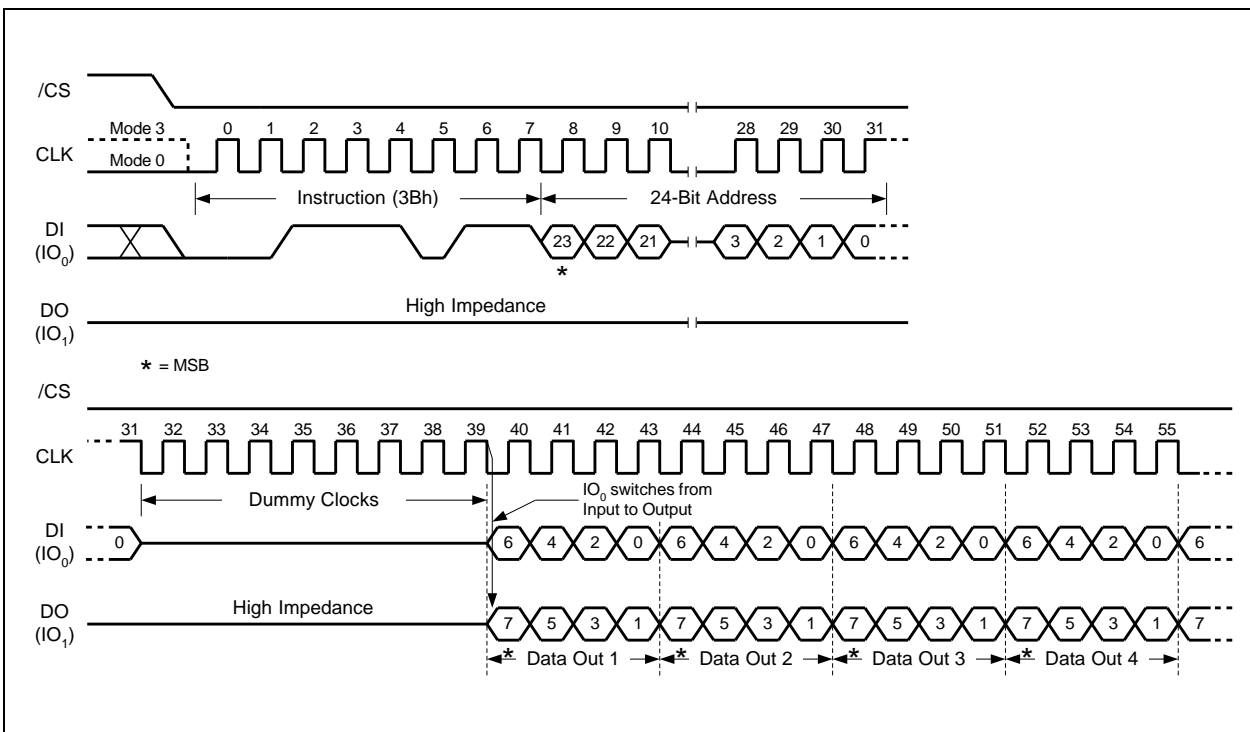 /CS
Mode 3 0 1 2 3 4 5 6 7 8 9 10 28 29 30 31
CLK
Mode 0
Instruction (3Bh) 24-Bit Address
DI
(IO0) 23 22 21 3 2 1 0
*
DO High Impedance
(IO1)
* = MSB
/CS
31 32 33 34 35 36 37 38 39 40 41 42 43 44 45 46 47 48 49 50 51 52 53 54 55
CLK
Dummy Clocks
IO0 switches from
Input to Output
DI
(IO0) 0 6 4 2 0 6 4 2 0 6 4 2 0 6 4 2 0 6
DO High Impedance
(IO1) 7 5 3 1 7 5 3 1 7 5 3 1 7 5 3 1 7
* Data Out 1 * Data Out 2 * Data Out 3 * Data Out 4